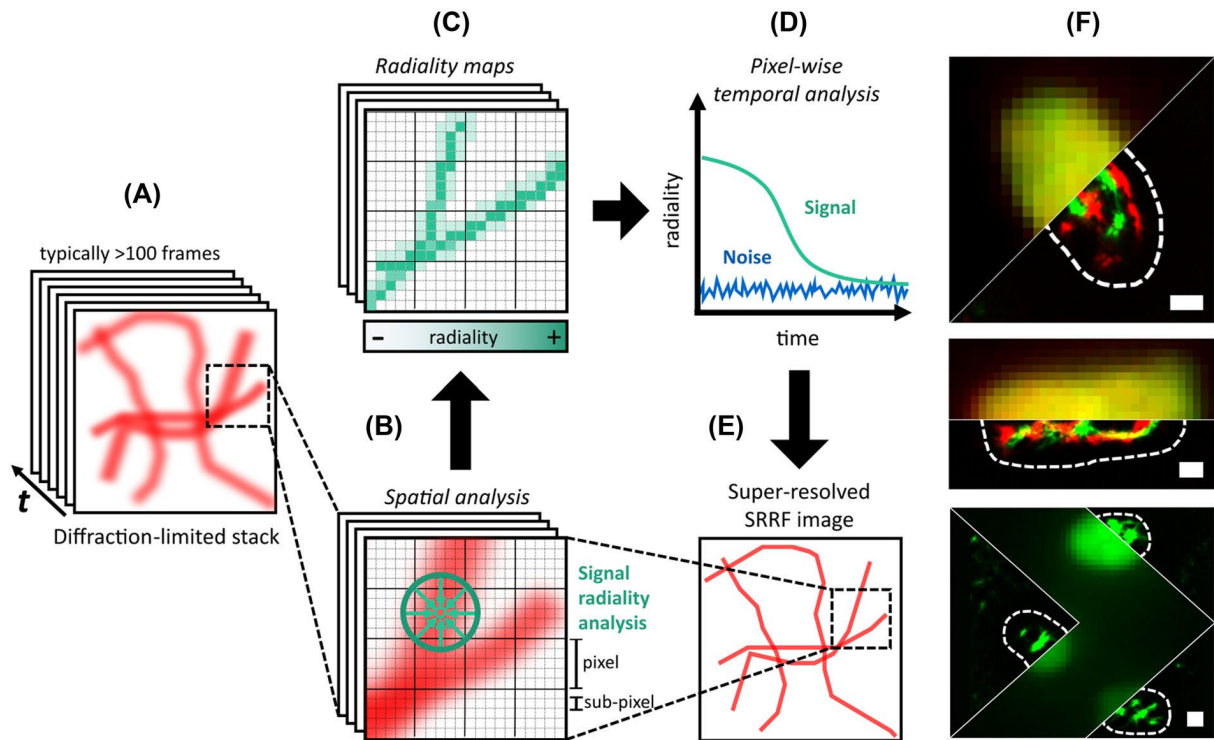 (A)
typically >100 frames
t
Diffraction-limited stack
(B)
Spatial analysis
Signal
radiality
analysis
pixel
sub-pixel
(C)
Radiality maps
- radiality +
(D)
Pixel-wise
temporal analysis
radiality
Signal
Noise
time
(E)
Super-resolved
SRRF image
(F)